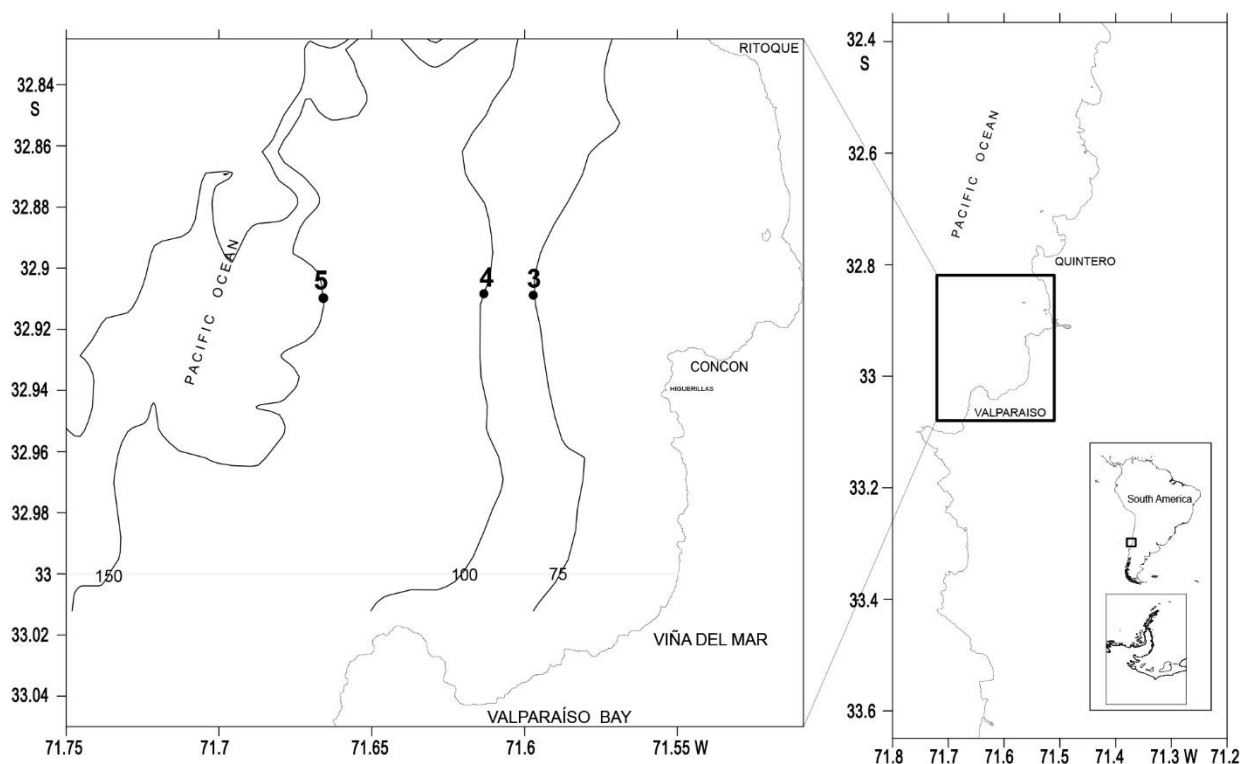 RITOQUE
32.84
S
32.86
32.88
32.9
32.92
32.94
32.96
32.98
33
33.02
33.04
5
4
3
PACIFIC OCEAN
CONCON
HIGUERILLAS
150
100
75
VIÑA DEL MAR
VALPARAÍSO BAY
71.75
71.7
71.65
71.6
71.55 W
32.4
S
32.6
32.8
33
33.2
33.4
33.6
PACIFIC OCEAN
QUINTERO
VALPARAISO
South America
71.8
71.7
71.6
71.5
71.4
71.3 W
71.2